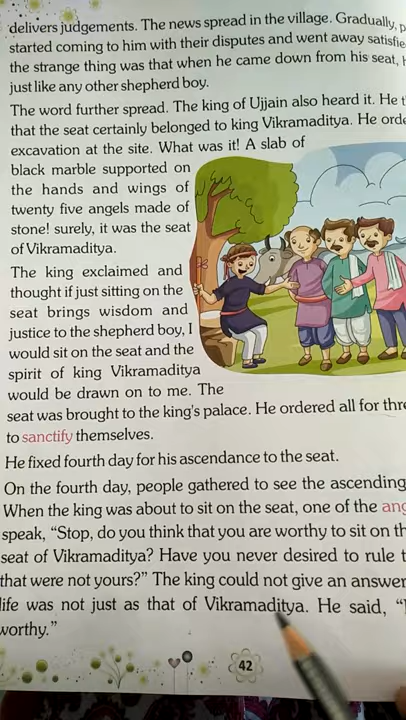 delivers judgements. The news spread in the village. Gradually,
started coming to him with their disputes and went away
the strange thing was that when he came down from his seat,
just like any other shepherd boy.
The word further spread. The king of Ujjain also heard it. He
that the seat certainly belonged to king Vikramaditya. He
excavation at the site. What was it! A slab of
black marble supported on
the hands and wings of
twenty five angels made of
stone! surely, it was the seat
of Vikramaditya.
The king exclaimed and
thought if just sitting on the
seat brings wisdom and
justice to the shepherd boy, I
would sit on the seat and the
spirit of king Vikramaditya
would be drawn on to me. The
seat was brought to the king's palace. He ordered all for
to sanctify themselves.
He fixed fourth day for his ascendance to the seat.
On the fourth day, people gathered to see the ascending
When the king was about to sit on the seat, one of the
speak, "Stop, do you think that you are worthy to sit on
seat of Vikramaditya? Have you never desired to rule
that were not yours?" The king could not give an answer
life was not just as that of Vikramaditya. He said,
worthy."
42